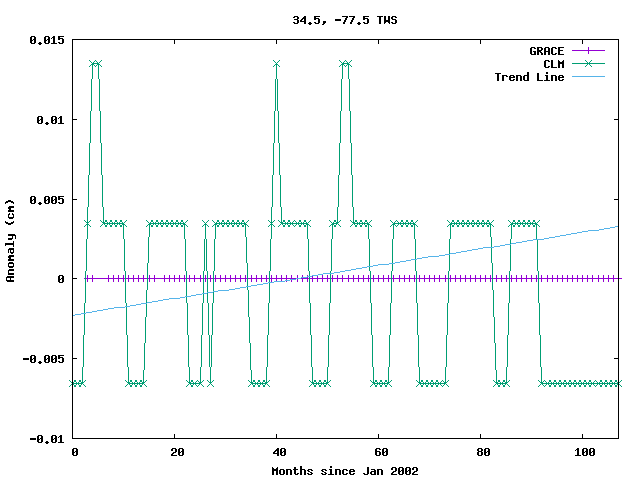 34.5, -77.5 TWS
0.015
0.01
0.005
0
-0.005
-0.01
Anomaly (cm)
GRACE
CLM
Trend Line
0 20 40 60 80 100
Months since Jan 2002